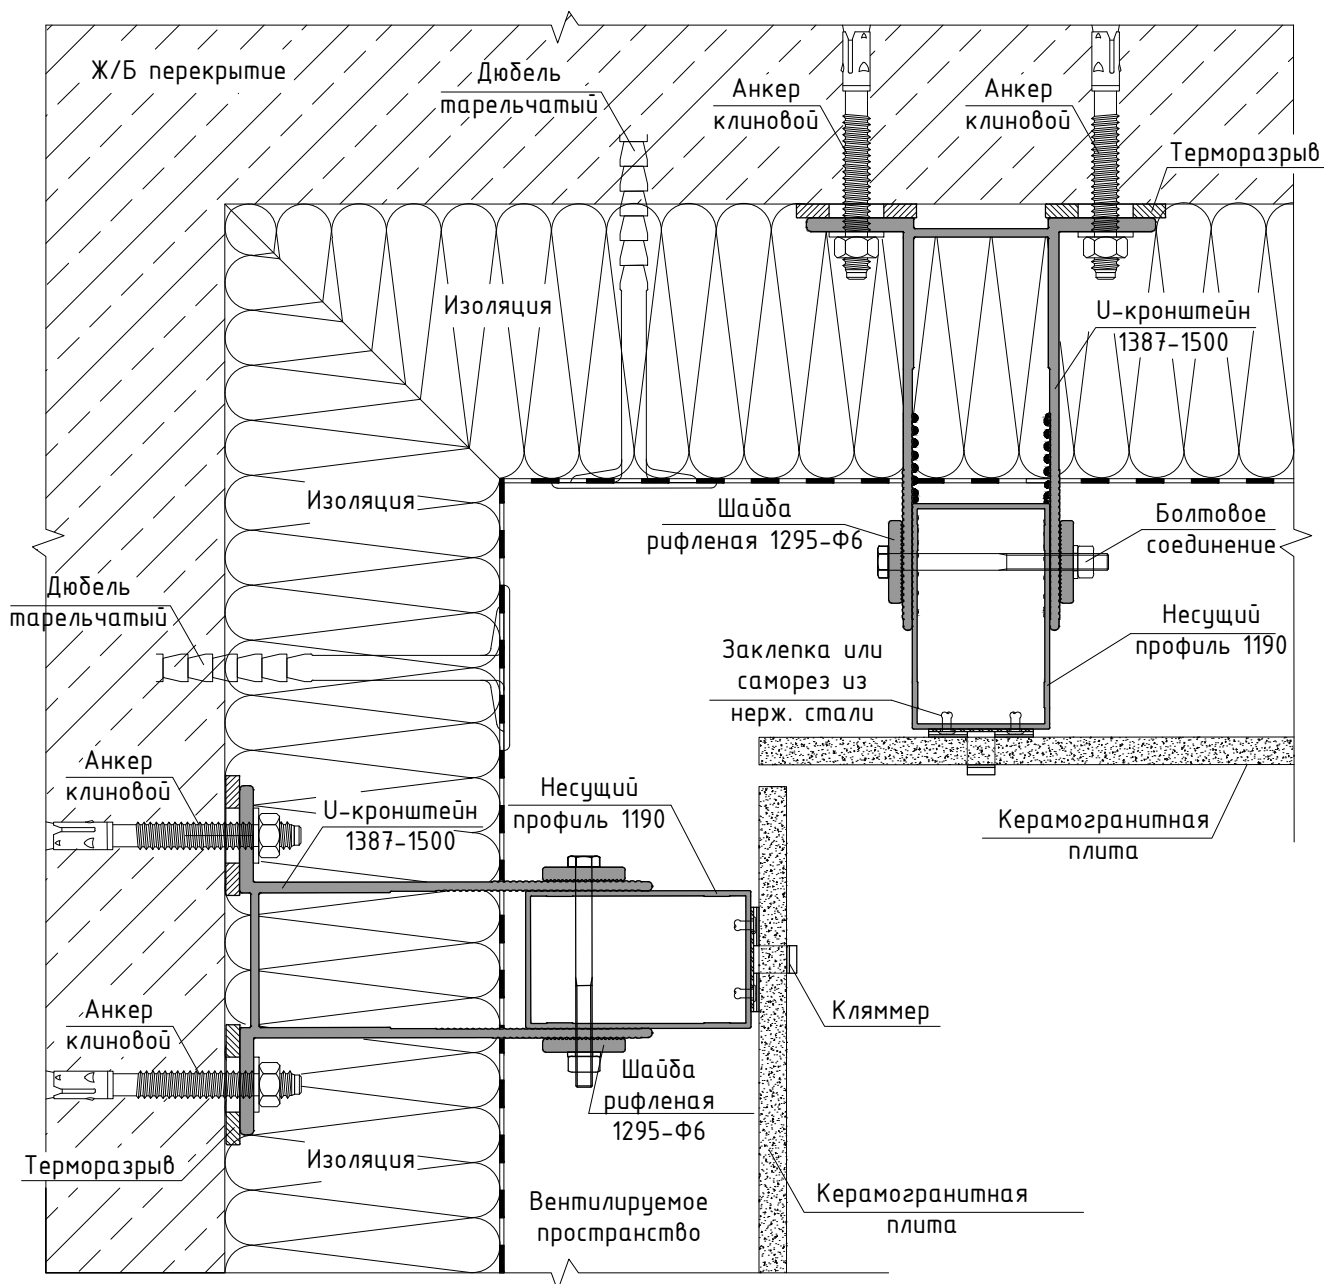 Ж/Б перекрытие
Дюбель
тарельчатый
Анкер
клиновой
Анкер
клиновой
Терморазрыв
Изоляция
U-кронштейн
1387-1500
Изоляция
Шайба
рифленая 1295-Ф6
Болтовое
соединение
Дюбель
тарельчатый
Несущий
профиль 1190
Заклепка или
саморез из
нерж. стали
Анкер
клиновой
U-кронштейн
1387-1500
Несущий
профиль 1190
Керамогранитная
плита
Анкер
клиновой
Кляммер
Шайба
рифленая
1295-Ф6
Терморазрыв
Изоляция
Вентилируемое
пространство
Керамогранитная
плита